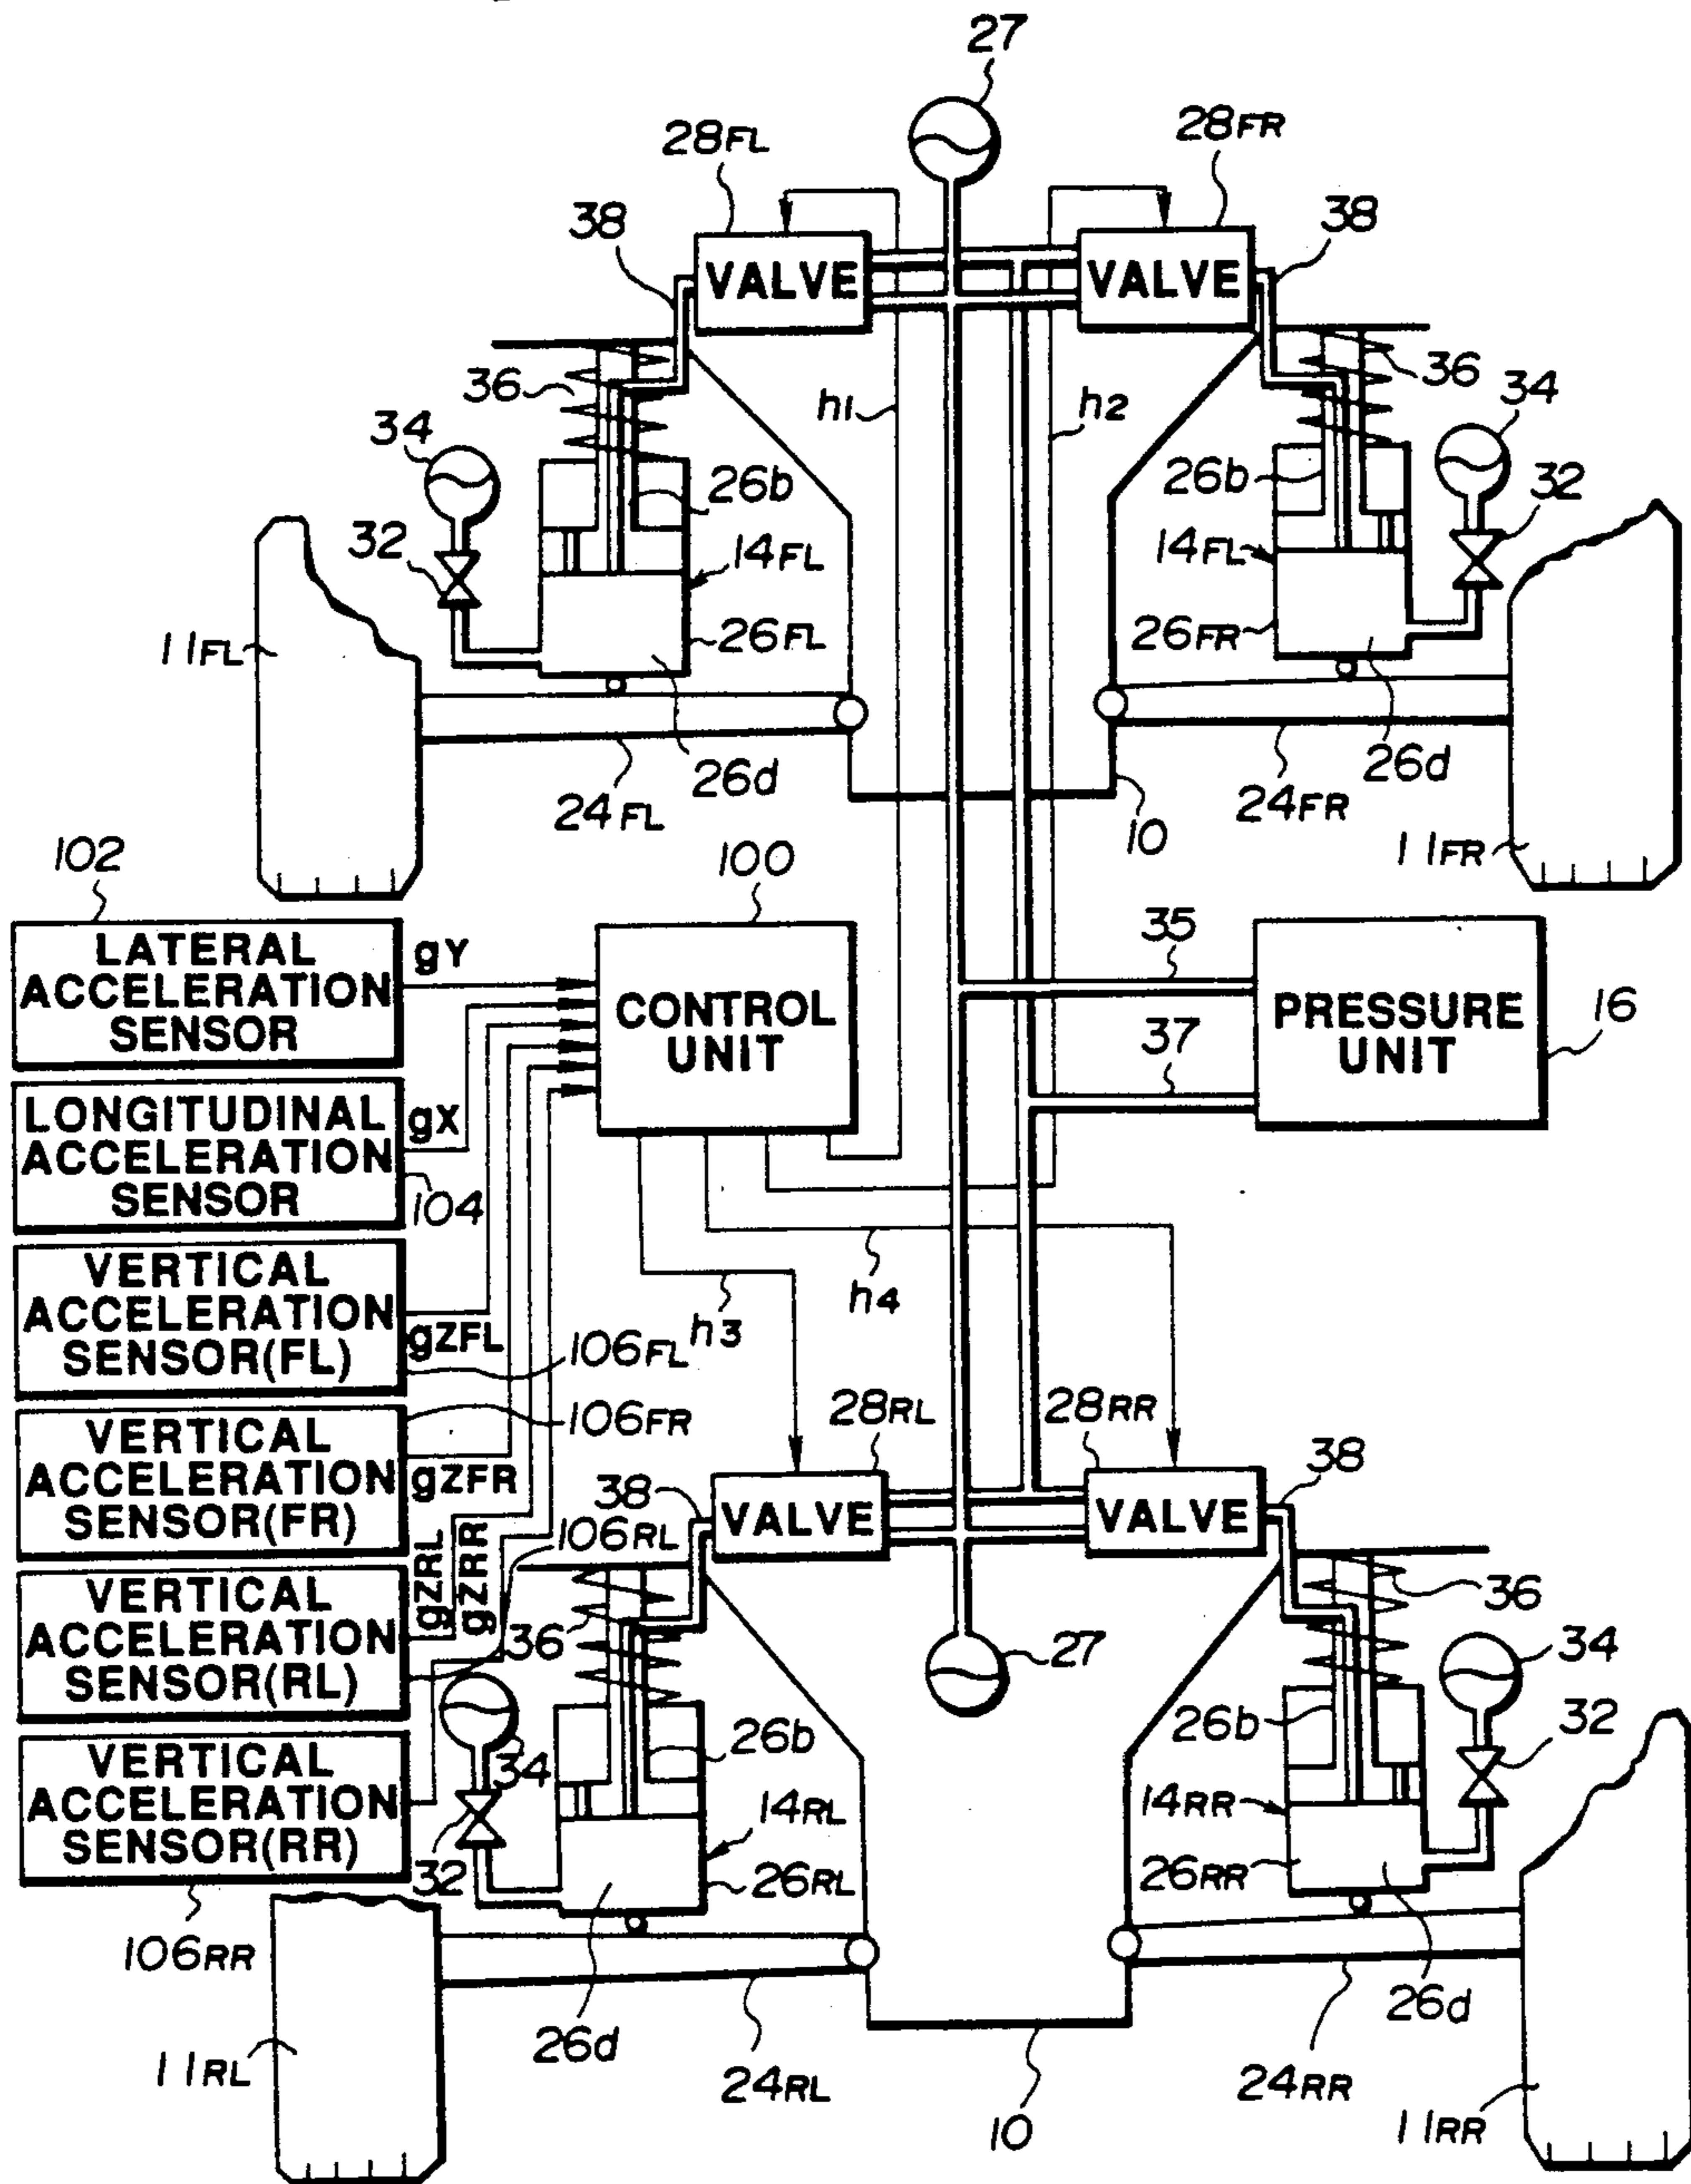 27
28FL
28FR
38
VALVE
VALVE
38
36
h1
h2
36
34
34
26b
26b
32
32
14FL
14FL
11FL
26FL
26FR
26d
26d
24FL
24FR
10
11FR
102
100
LATERAL
ACCELERATION
SENSOR
gY
CONTROL
UNIT
35
PRESSURE
UNIT
16
37
LONGITUDINAL
ACCELERATION
SENSOR
gX
104
h3
h4
VERTICAL
ACCELERATION
SENSOR(FL)
gZFL
106FL
VERTICAL
ACCELERATION
SENSOR(FR)
106FR
gZFR
28RL
28RR
38
VALVE
VALVE
38
gZRL
gZRR
106RL
VERTICAL
ACCELERATION
SENSOR(RL)
36
27
36
34
34
26b
26b
32
32
VERTICAL
ACCELERATION
SENSOR(RR)
14RL
14RR
26RL
26RR
106RR
26d
26d
11RL
24RL
24RR
10
11RR